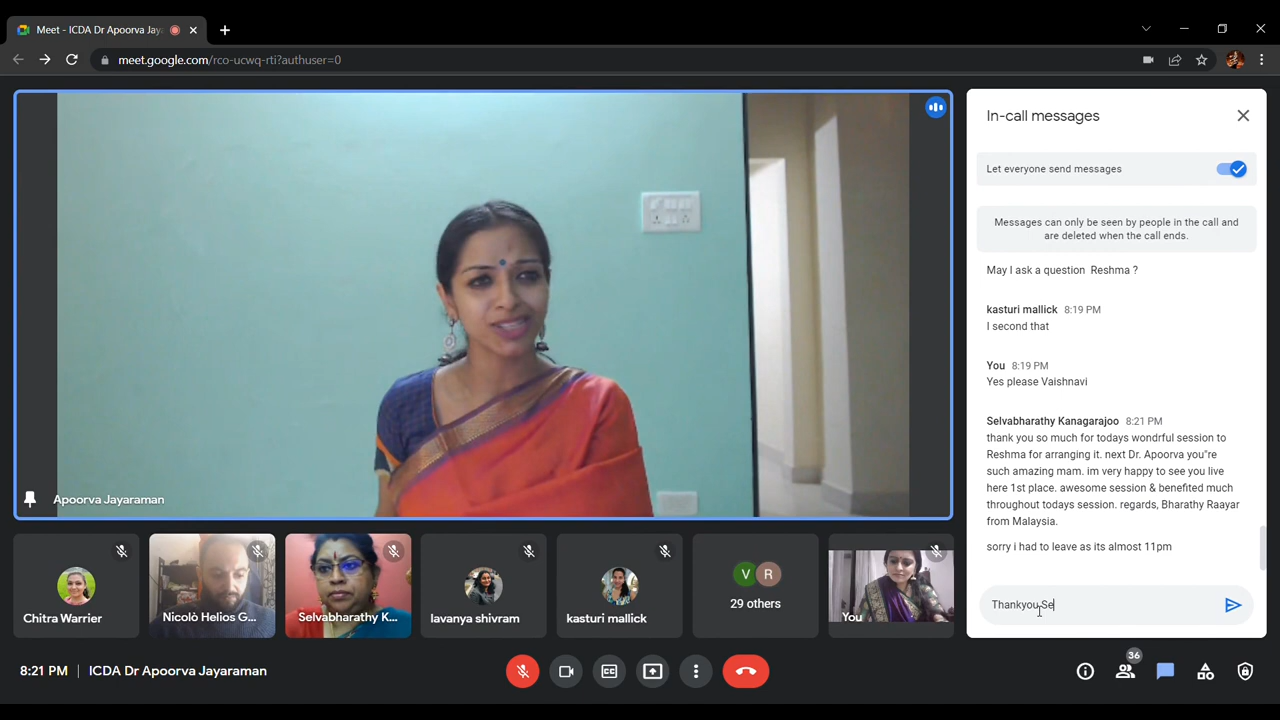 Meet - ICDA Dr Apoorva Jay
meet.google.com/rco-ucwq-rti?authuser=0
Apoorva Jayaraman
Chitra Warrier
Nicolò Helios G...
Selvabharathy K...
lavanya shivram
kasturi mallick
V R
29 others
You
8:21 PM | ICDA Dr Apoorva Jayaraman
36
In-call messages
Let everyone send messages
Messages can only be seen by people in the call and
are deleted when the call ends.
May I ask a question Reshma ?
kasturi mallick 8:19 PM
I second that
You 8:19 PM
Yes please Vaishnavi
Selvabharathy Kanagarajoo 8:21 PM
thank you so much for todays wondrful session to
Reshma for arranging it. next Dr. Apoorva you"re
such amazing mam. im very happy to see you live
here 1st place. awesome session & benefited much
throughout todays session. regards, Bharathy Raayar
from Malaysia.
sorry i had to leave as its almost 11pm
Thankyou Se